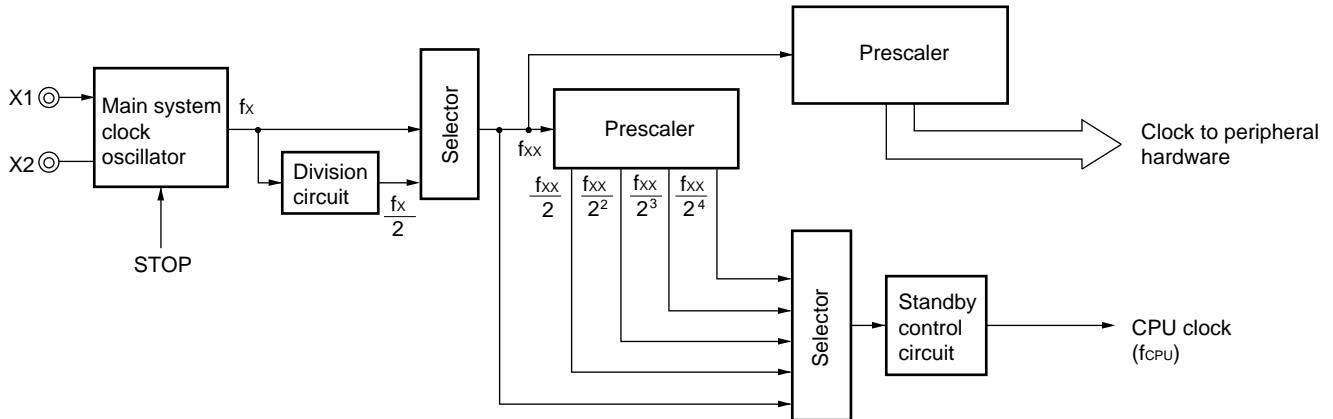 Prescaler
X1
Main system
clock
oscillator
fX
Selector
Prescaler
Clock to peripheral
hardware
X2
Division
circuit
fXX
fX
2
fXX
2
fXX
2²
fXX
2³
fXX
2⁴
STOP
Selector
Standby
control
circuit
CPU clock
(fCPU)